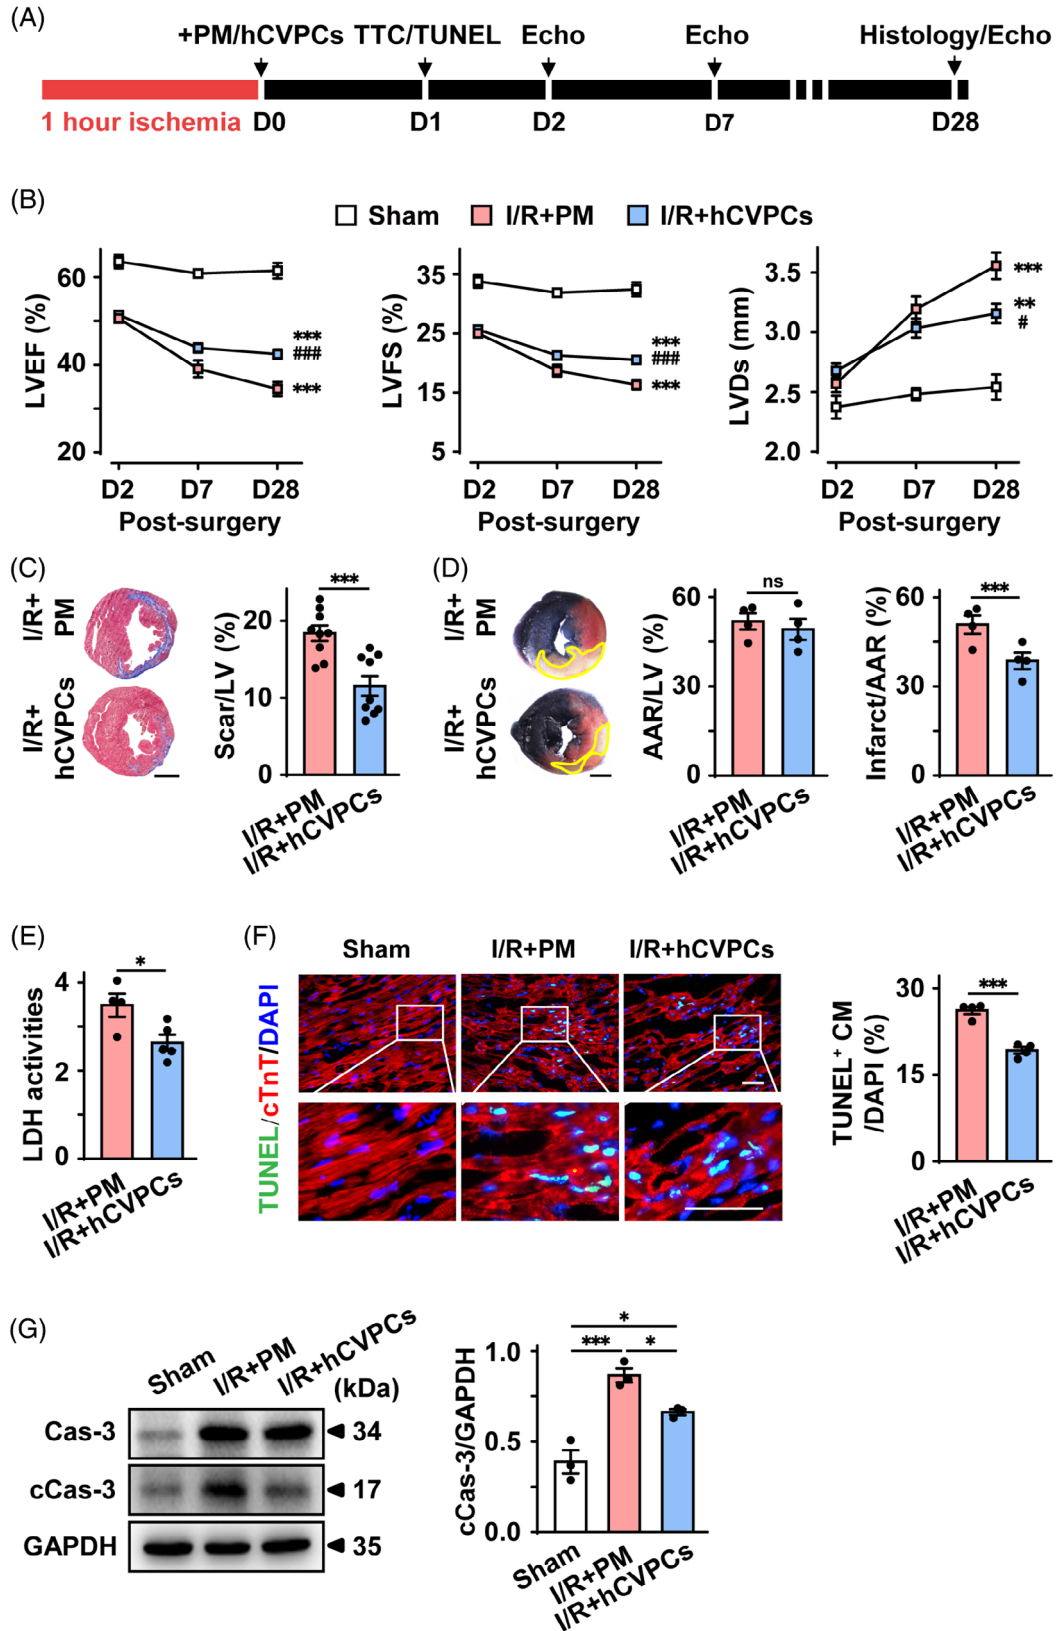 (A)
+PM/hCVPCs TTC/TUNEL Echo Echo Histology/Echo
1 hour ischemia D0 D1 D2 D7 D28
(B)
Sham I/R+PM I/R+hCVPCs
LVEF (%)
60
40
20
***
###
***
D2 D7 D28
Post-surgery
LVFS (%)
35
25
15
5
***
###
***
D2 D7 D28
Post-surgery
LVDs (mm)
3.5
3.0
2.5
2.0
***
**
#
D2 D7 D28
Post-surgery
(C)
I/R+
PM
I/R+
hCVPCs
Scar/LV (%)
20
10
0
***
I/R+PM
I/R+hCVPCs
(D)
I/R+
PM
I/R+
hCVPCs
AAR/LV (%)
60
30
0
ns
I/R+PM
I/R+hCVPCs
Infarct/AAR (%)
60
30
0
***
I/R+PM
I/R+hCVPCs
(E)
LDH activities
4
2
0
*
I/R+PM
I/R+hCVPCs
(F)
Sham I/R+PM I/R+hCVPCs
TUNEL/cTnT/DAPI
TUNEL⁺ CM
/DAPI (%)
30
15
0
***
I/R+PM
I/R+hCVPCs
(G)
Sham I/R+PM I/R+hCVPCs
(kDa)
Cas-3 34
cCas-3 17
GAPDH 35
cCas-3/GAPDH
1.0
0.5
0.0
*
*** *
Sham
I/R+PM
I/R+hCVPCs